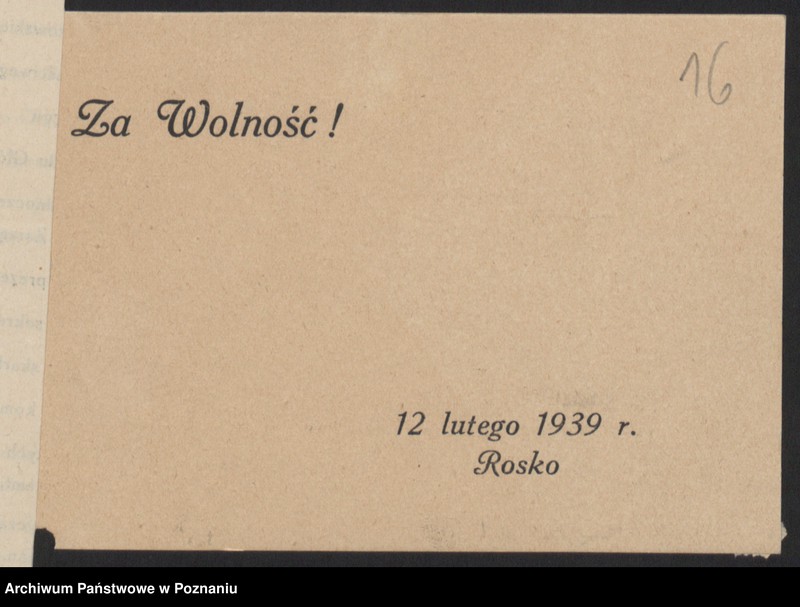 16
Za Wolność!
12 lutego 1939 r.
Rosko
Archiwum Państwowe w Poznaniu